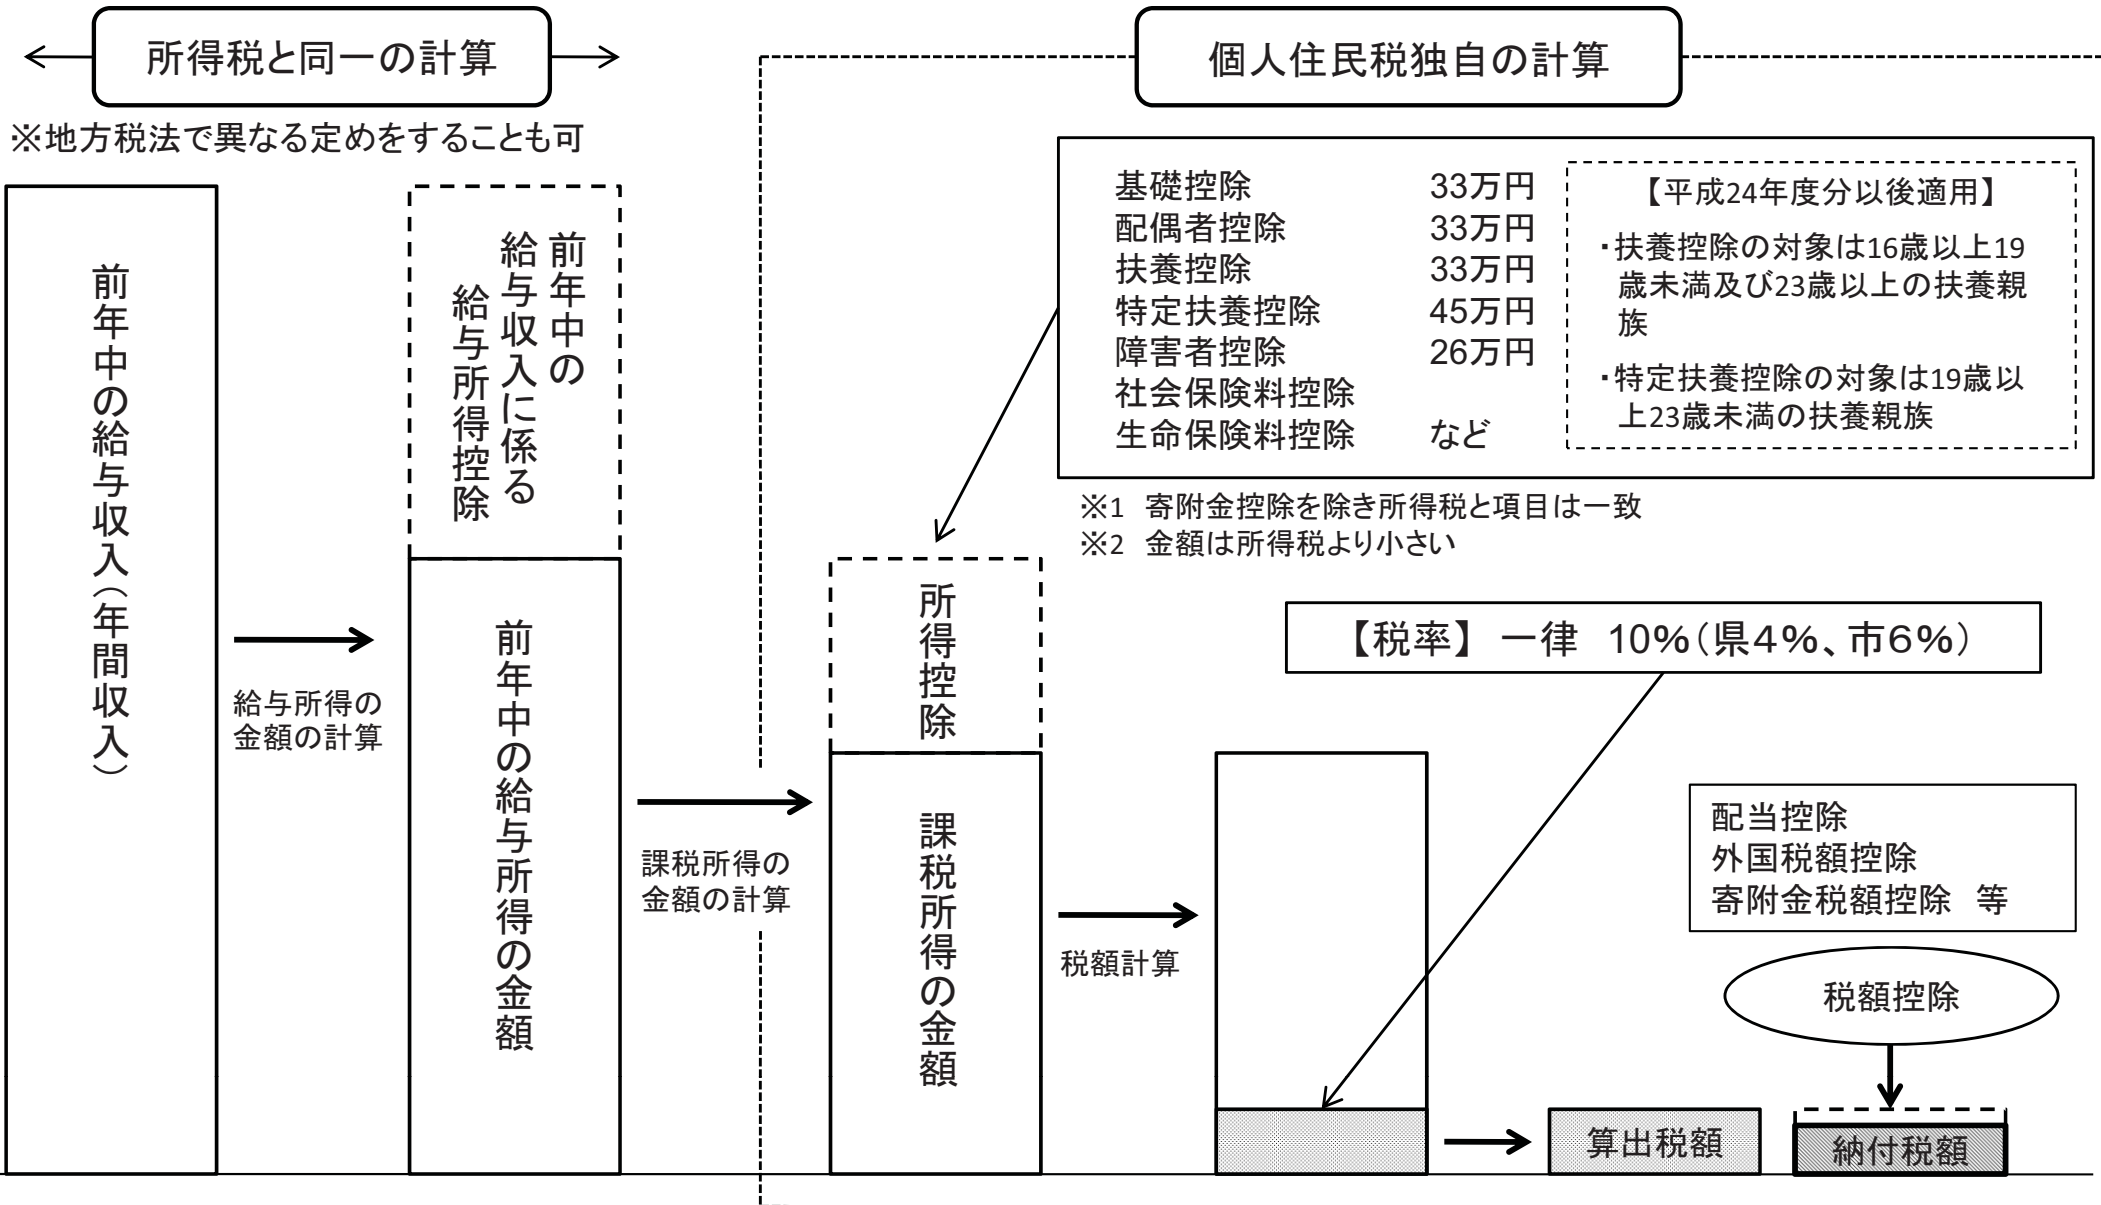 所得税と同一の計算
個人住民税独自の計算
※地方税法で異なる定めをすることも可
前年中の給与収入（年間収入）
前年中の
給与収入に係る
給与所得控除
前年中の給与所得の金額
給与所得の
金額の計算
課税所得の
金額の計算
基礎控除 33万円
配偶者控除 33万円
扶養控除 33万円
特定扶養控除 45万円
障害者控除 26万円
社会保険料控除
生命保険料控除 など
【平成24年度分以後適用】
・扶養控除の対象は16歳以上19
歳未満及び23歳以上の扶養親
族
・特定扶養控除の対象は19歳以
上23歳未満の扶養親族
※1 寄附金控除を除き所得税と項目は一致
※2 金額は所得税より小さい
所得控除
課税所得の金額
税額計算
【税率】 一律 10%（県4%、市6%）
配当控除
外国税額控除
寄附金税額控除 等
税額控除
算出税額
納付税額